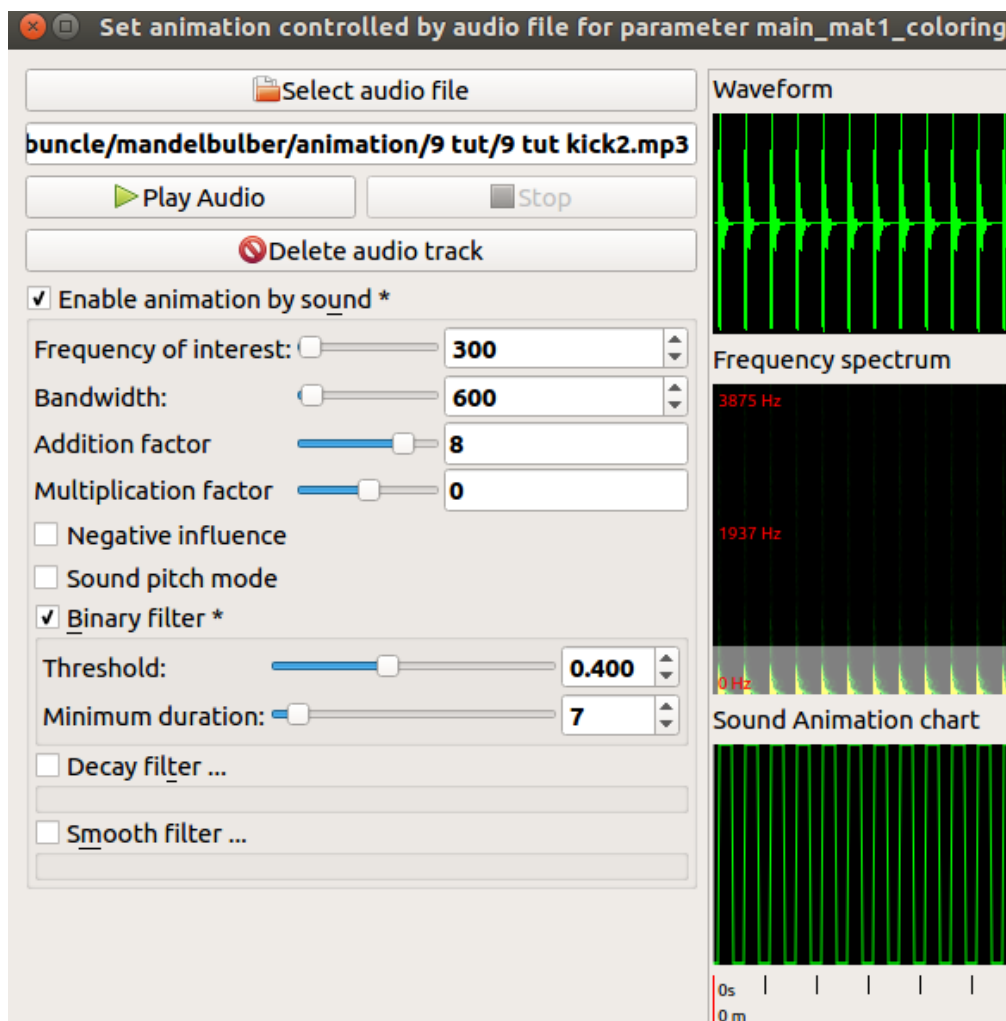 Set animation controlled by audio file for parameter main_mat1_coloring
Select audio file
buncle/mandelbulber/animation/9 tut/9 tut kick2.mp3
Play Audio
Stop
Delete audio track
Enable animation by sound *
Frequency of interest: 300
Bandwidth: 600
Addition factor 8
Multiplication factor 0
Negative influence
Sound pitch mode
Binary filter *
Threshold: 0.400
Minimum duration: 7
Decay filter ...
Smooth filter ...
Waveform
Frequency spectrum
3875 Hz
1937 Hz
0 Hz
Sound Animation chart
0s
0 m